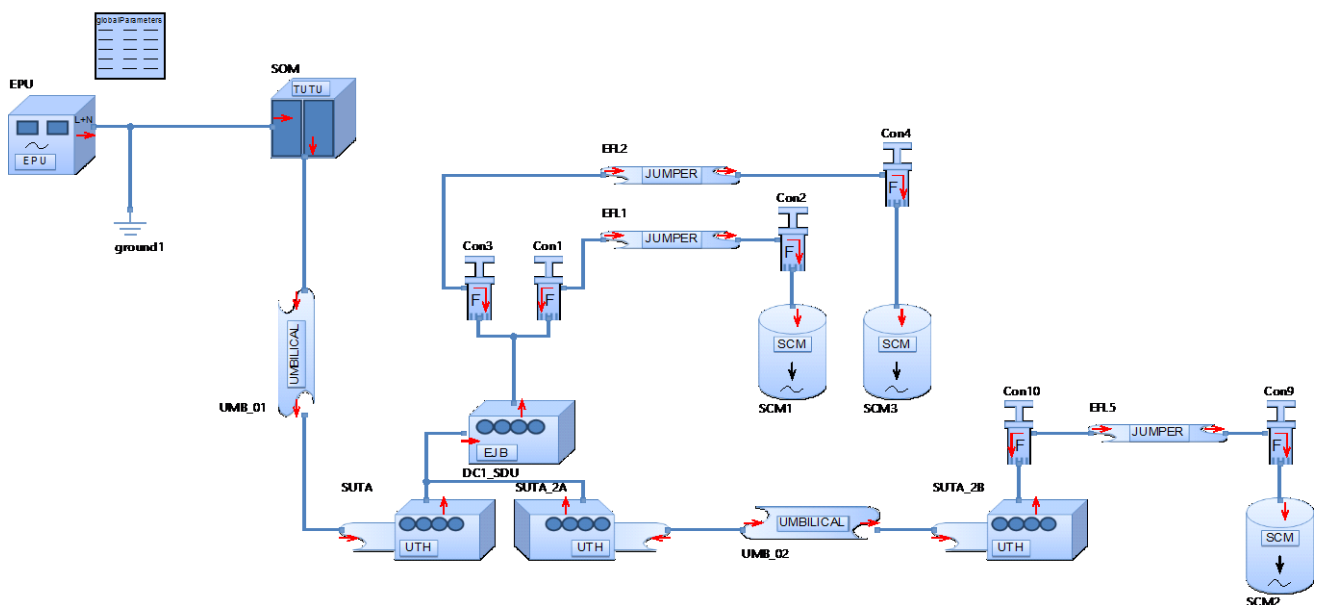 globalParameters
SOM
TUTU
EPU
L+N
EPU
ground1
Con4
EFL2
JUMPER
F
Con2
EFL1
JUMPER
F
Con3
Con1
F
F
UMBILICAL
UMB_01
SCM
SCM
SCM1
SCM3
Con10
EFL5
Con9
JUMPER
F
F
EJB
DC1_SDU
SUTA
SUTA_2A
SUTA_2B
UMBILICAL
UTH
UTH
UTH
UMB_02
SCM
SCM2